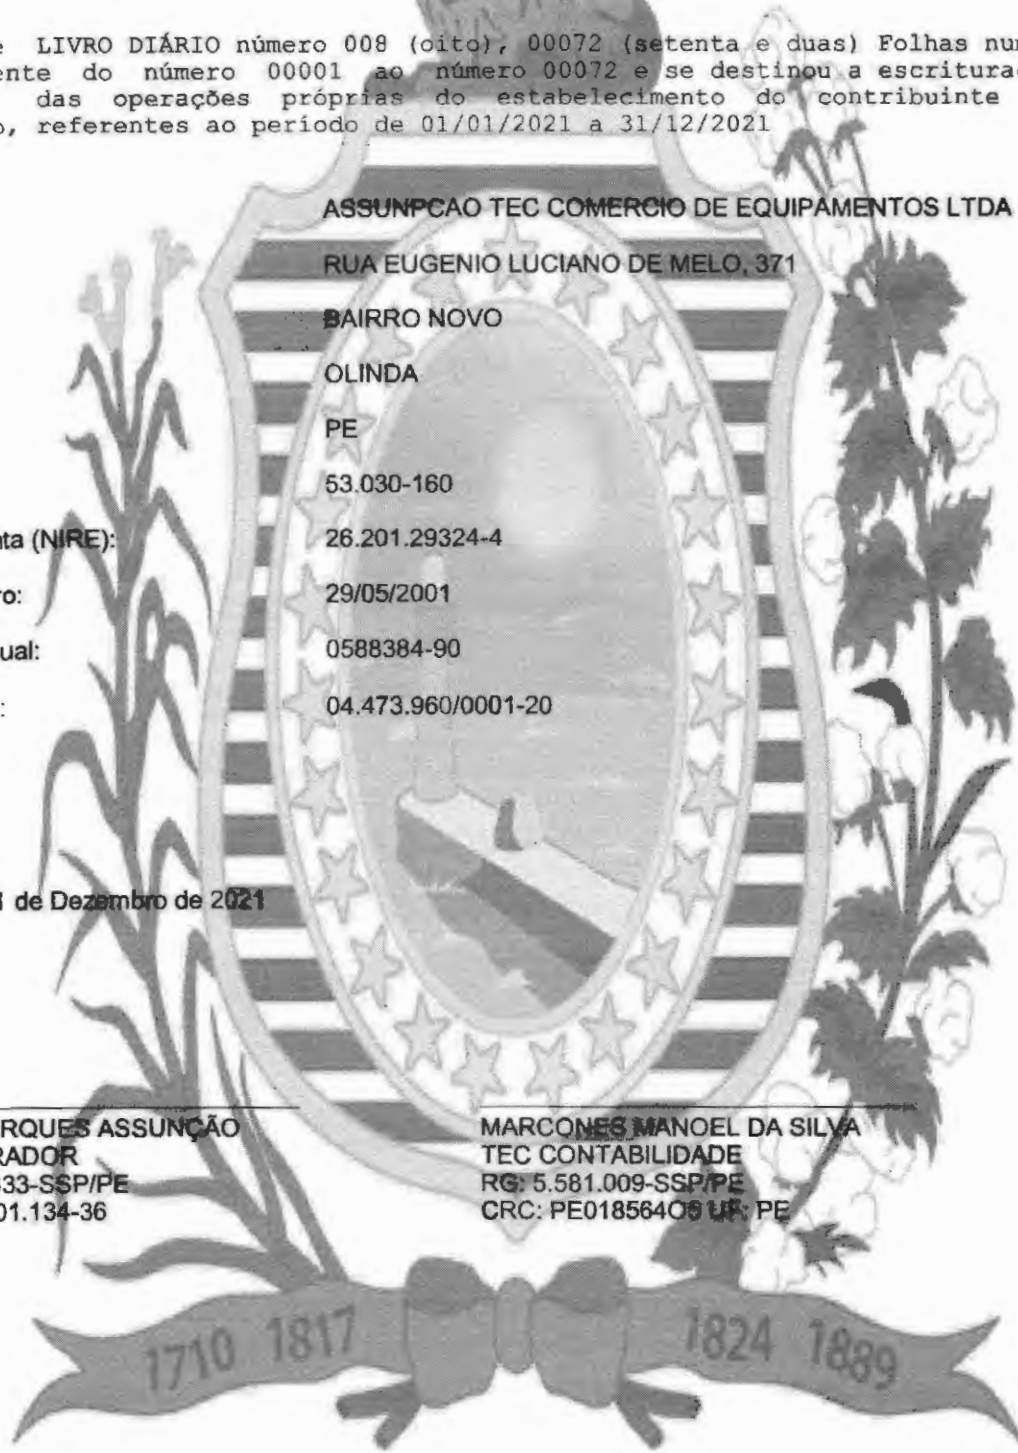 e LIVRO DIÁRIO número 008 (oito), 00072 (setenta e duas) Folhas nu
ente do número 00001 ao número 00072 e se destinou a escritura
das operações próprias do estabelecimento do contribuinte
o, referentes ao período de 01/01/2021 a 31/12/2021
ASSUNPCAO TEC COMERCIO DE EQUIPAMENTOS LTDA
RUA EUGENIO LUCIANO DE MELO, 371
BAIRRO NOVO
OLINDA
PE
53.030-160
nta (NIRE): 26.201.29324-4
ro: 29/05/2001
ual: 0588384-90
: 04.473.960/0001-20
1 de Dezembro de 2021
RQUES ASSUNÇÃO
RADOR
333-SSP/PE
01.134-36
MARCONES MANOEL DA SILVA
TEC CONTABILIDADE
RG: 5.581.009-SSP/PE
CRC: PE018564O5 UF: PE
1710 1817 1824 1889